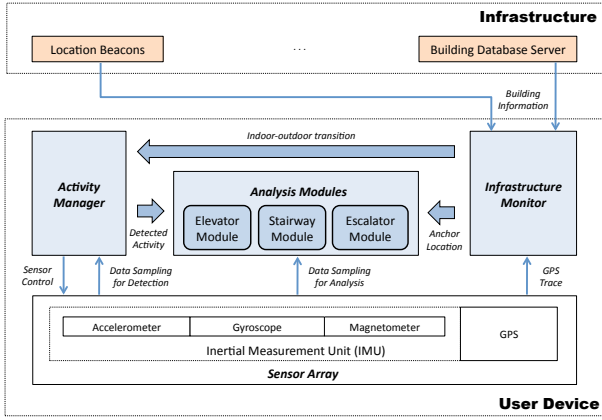 Infrastructure
Location Beacons
...
Building Database Server
Building
Information
Indoor-outdoor transition
Activity
Manager
Analysis Modules
Elevator
Module
Stairway
Module
Escalator
Module
Infrastructure
Monitor
Detected
Activity
Anchor
Location
Sensor
Control
Data Sampling
for Detection
Data Sampling
for Analysis
GPS
Trace
Accelerometer
Gyroscope
Magnetometer
GPS
Inertial Measurement Unit (IMU)
Sensor Array
User Device